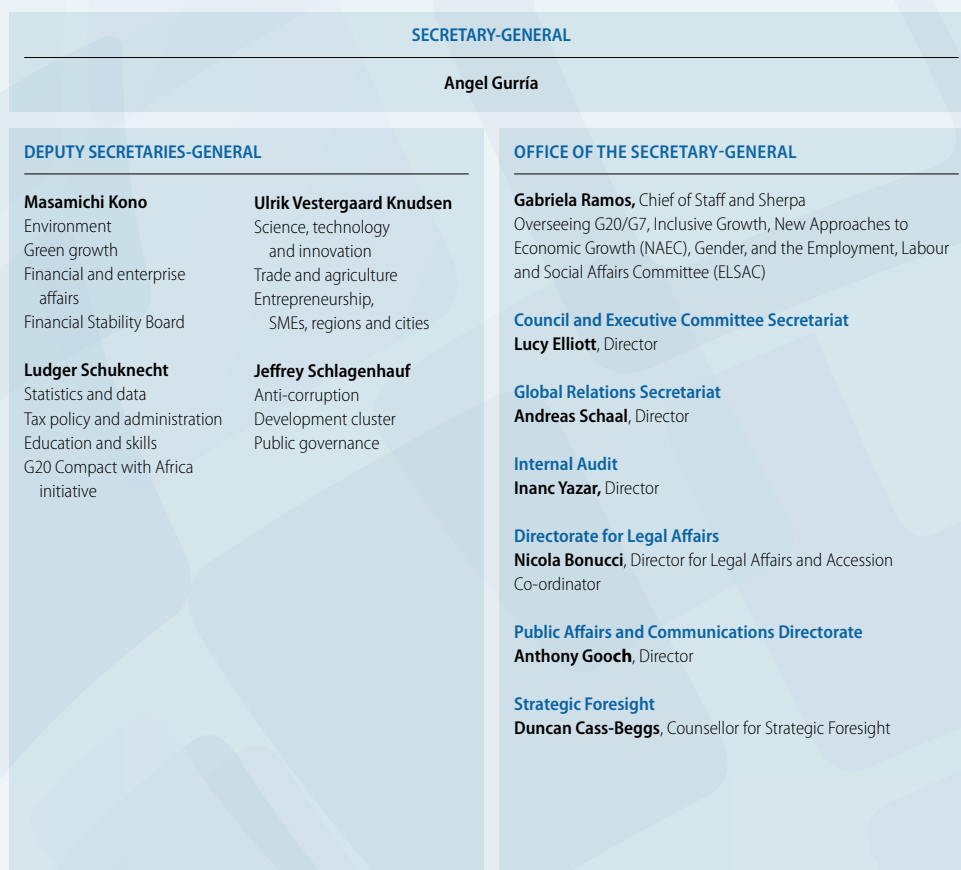 SECRETARY-GENERAL
Angel Gurría
DEPUTY SECRETARIES-GENERAL
Masamichi Kono
Environment
Green growth
Financial and enterprise
affairs
Financial Stability Board
Ludger Schuknecht
Statistics and data
Tax policy and administration
Education and skills
G20 Compact with Africa
initiative
Ulrik Vestergaard Knudsen
Science, technology
and innovation
Trade and agriculture
Entrepreneurship,
SMEs, regions and cities
Jeffrey Schlagenhauf
Anti-corruption
Development cluster
Public governance
OFFICE OF THE SECRETARY-GENERAL
Gabriela Ramos, Chief of Staff and Sherpa
Overseeing G20/G7, Inclusive Growth, New Approaches to
Economic Growth (NAEC), Gender, and the Employment, Labour
and Social Affairs Committee (ELSAC)
Council and Executive Committee Secretariat
Lucy Elliott, Director
Global Relations Secretariat
Andreas Schaal, Director
Internal Audit
Inanc Yazar, Director
Directorate for Legal Affairs
Nicola Bonucci, Director for Legal Affairs and Accession
Co-ordinator
Public Affairs and Communications Directorate
Anthony Gooch, Director
Strategic Foresight
Duncan Cass-Beggs, Counsellor for Strategic Foresight